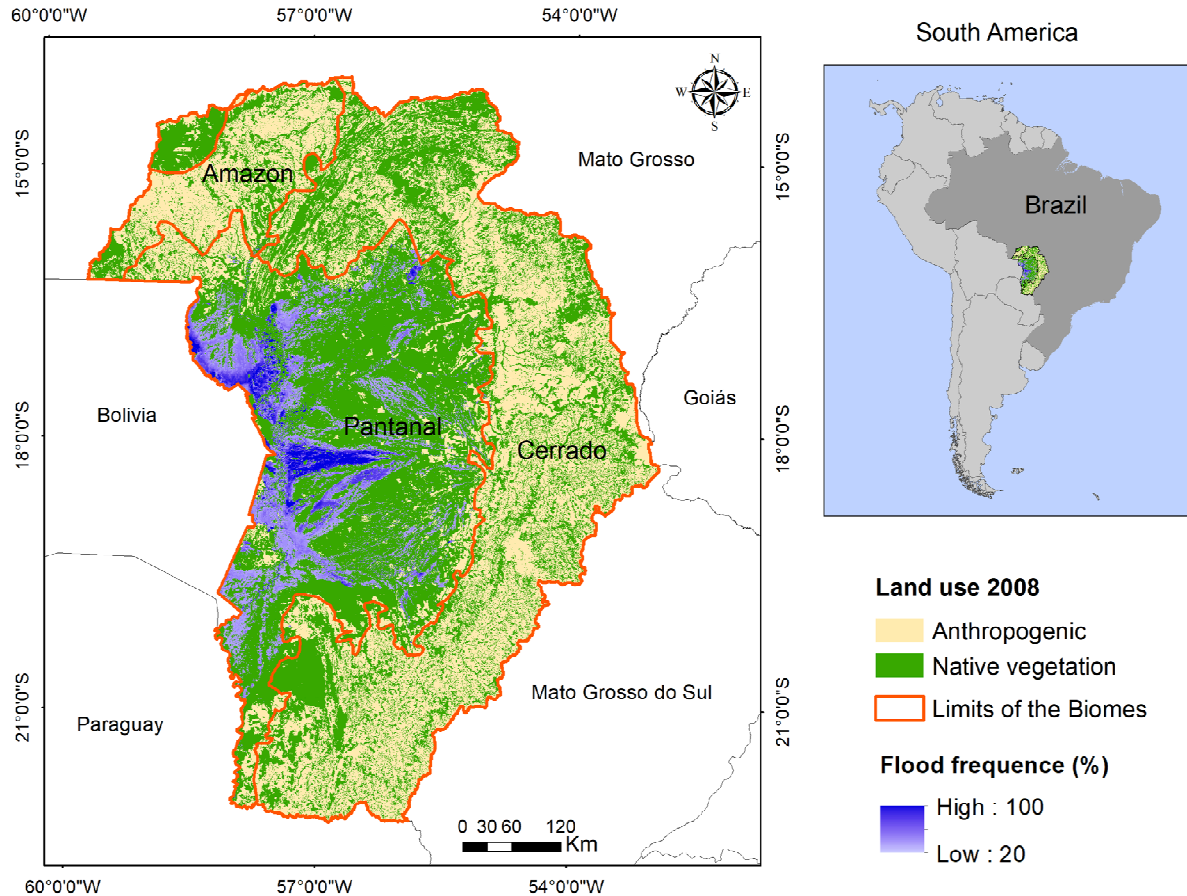 60°0'0"W 57°0'0"W 54°0'0"W
South America
N
W E
S
15°0'0"S
15°0'0"S
Mato Grosso
Amazon
Brazil
Bolivia
Goiás
Pantanal
Cerrado
18°0'0"S
18°0'0"S
Land use 2008
Anthropogenic
Native vegetation
Limits of the Biomes
Mato Grosso do Sul
Paraguay
21°0'0"S
21°0'0"S
Flood frequence (%)
High : 100
Low : 20
0 30 60 120
Km
60°0'0"W 57°0'0"W 54°0'0"W